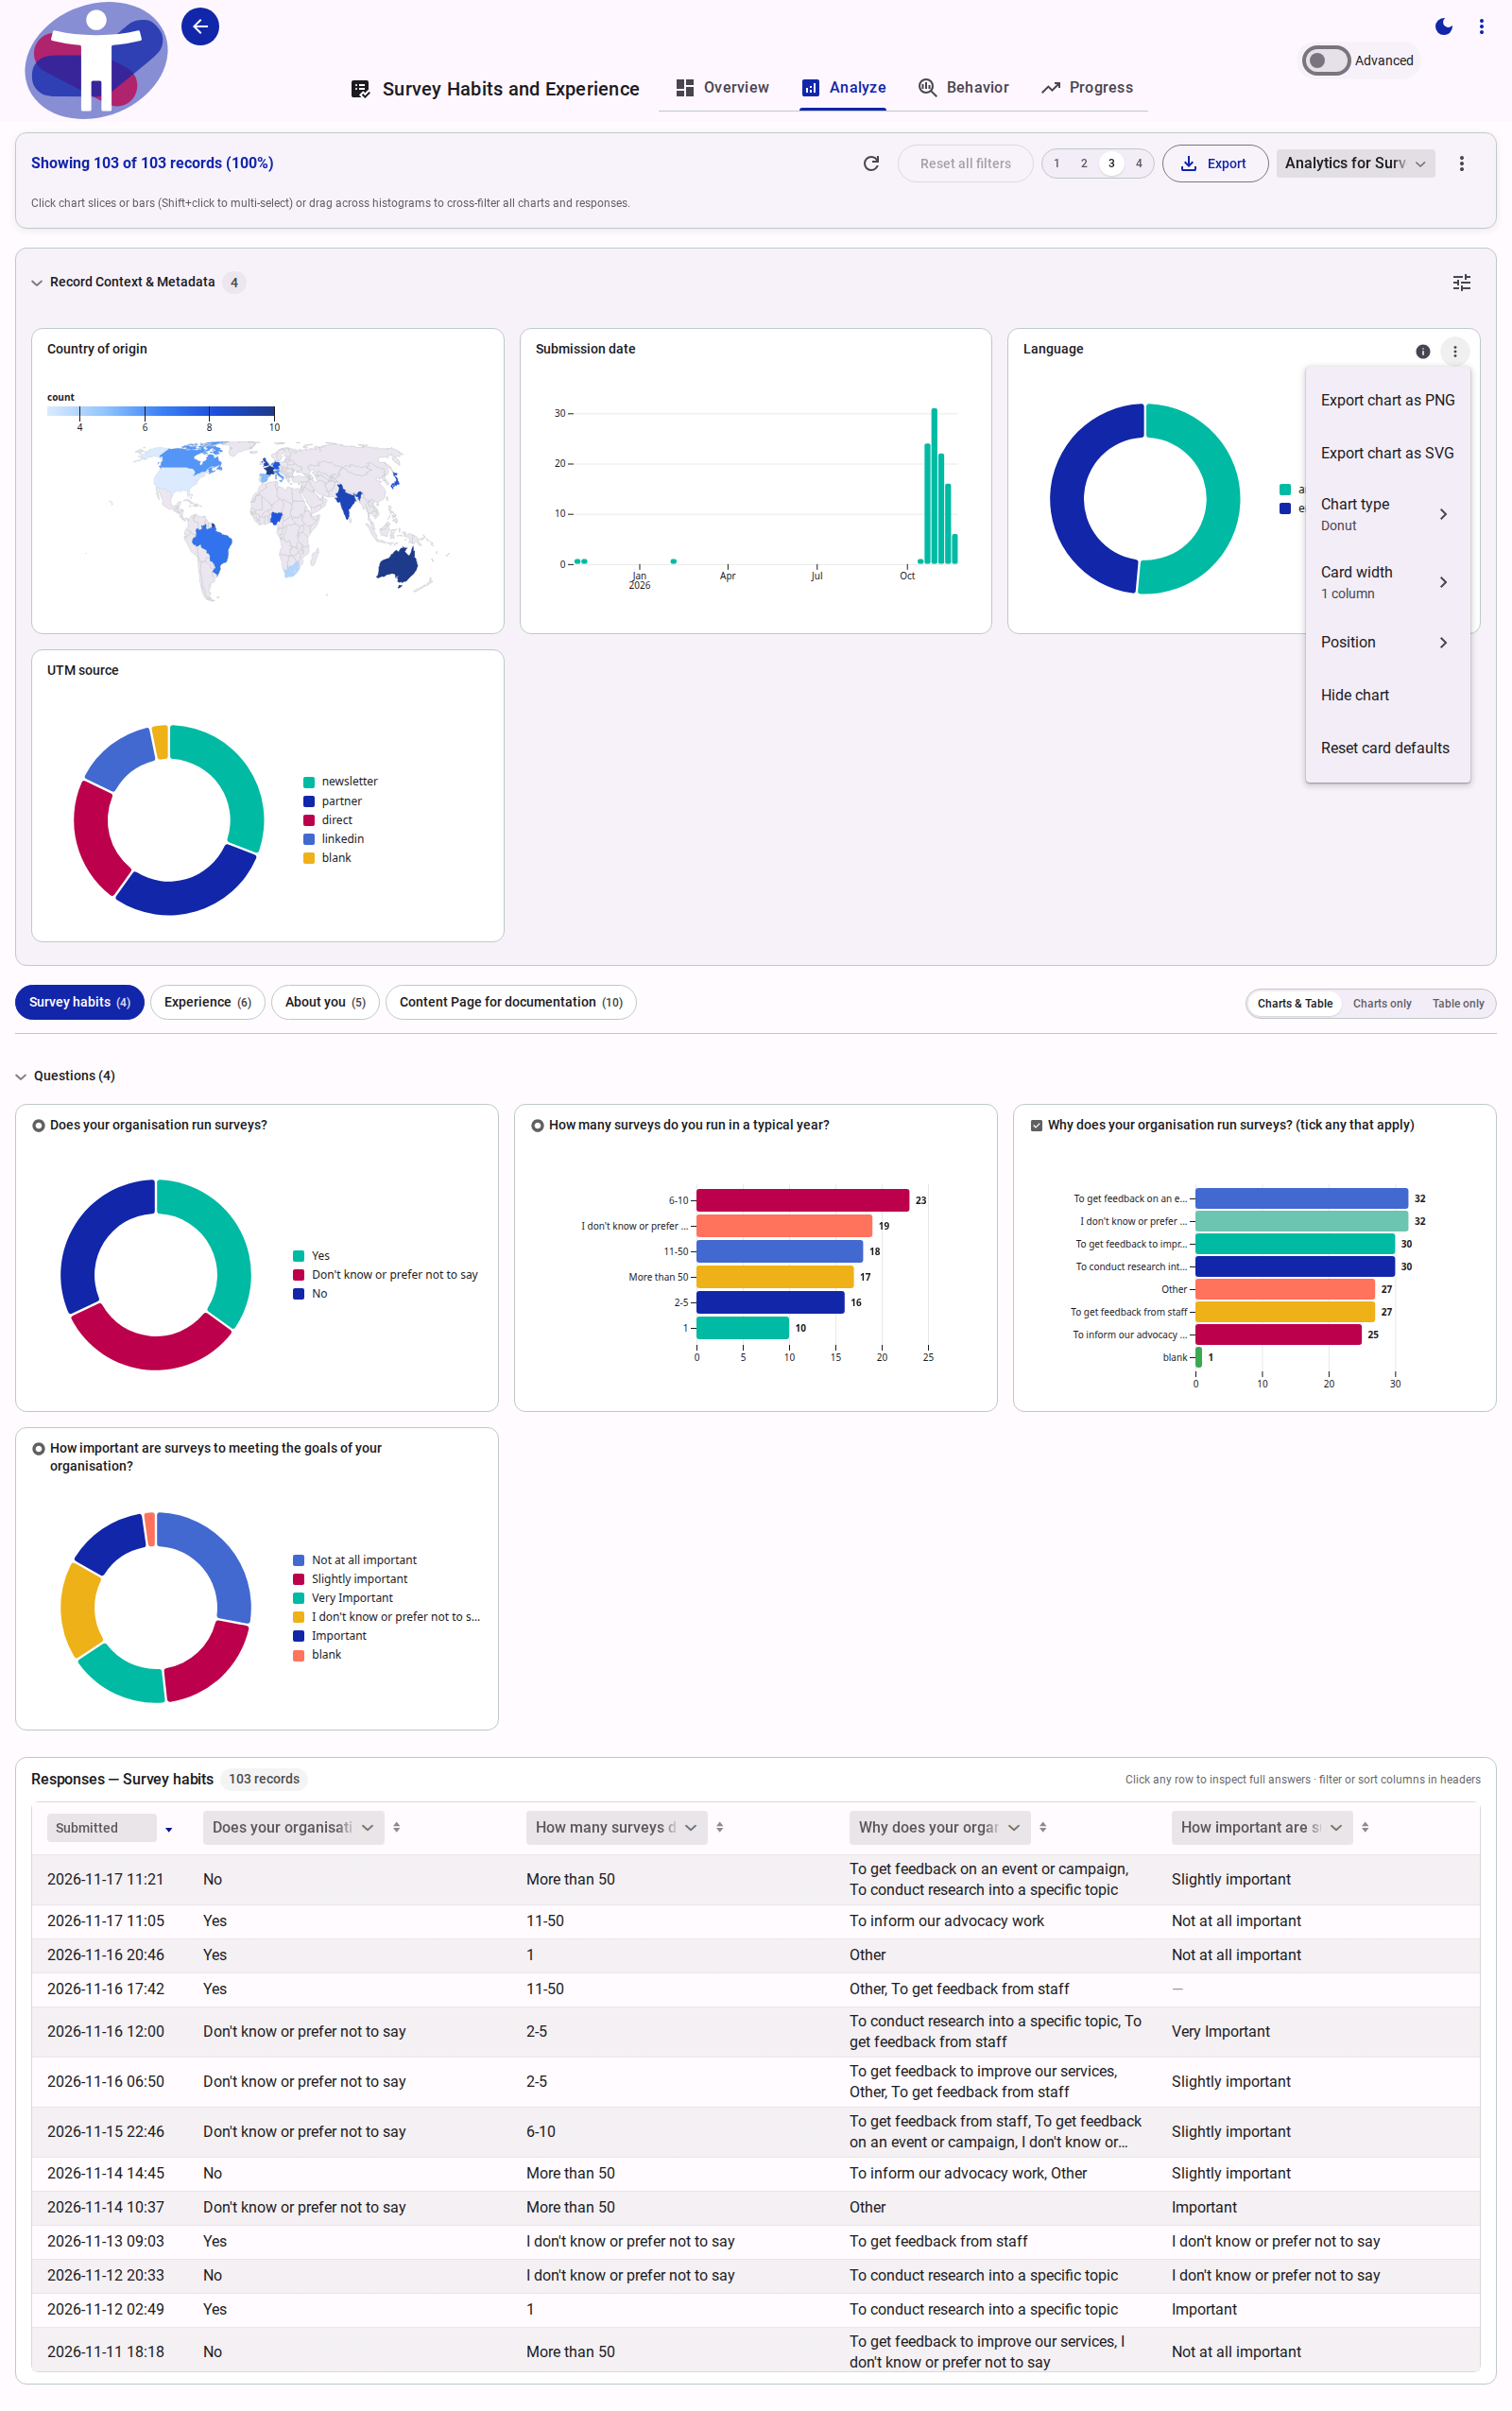 Advanced
Survey Habits and Experience
Overview
Analyze
Behavior
Progress
Showing 103 of 103 records (100%)
Reset all filters
1 2 3 4
Export
Analytics for Surv
Click chart slices or bars (Shift+click to multi-select) or drag across histograms to cross-filter all charts and responses.
Record Context & Metadata 4
Country of origin
count
4 6 8 10
Submission date
30
20
10
0
Jan Apr Jul Oct
2026
Language
Export chart as PNG
Export chart as SVG
Chart type
Donut
Card width
1 column
Position
Hide chart
Reset card defaults
UTM source
newsletter
partner
direct
linkedin
blank
Survey habits (4)
Experience (6)
About you (5)
Content Page for documentation (10)
Charts & Table
Charts only
Table only
Questions (4)
Does your organisation run surveys?
Yes
Don't know or prefer not to say
No
How many surveys do you run in a typical year?
6-10 23
I don't know or prefer ... 19
11-50 18
More than 50 17
2-5 16
1 10
0 5 10 15 20 25
Why does your organisation run surveys? (tick any that apply)
To get feedback on an e... 32
I don't know or prefer ... 32
To get feedback to impr... 30
To conduct research int... 30
Other 27
To get feedback from staff 27
To inform our advocacy ... 25
blank 1
0 10 20 30
How important are surveys to meeting the goals of your
organisation?
Not at all important
Slightly important
Very Important
I don't know or prefer not to s...
Important
blank
Responses — Survey habits 103 records
Click any row to inspect full answers · filter or sort columns in headers
Submitted Does your organisati How many surveys d Why does your organ How important are s
2026-11-17 11:21 No More than 50 To get feedback on an event or campaign, Slightly important
To conduct research into a specific topic
2026-11-17 11:05 Yes 11-50 To inform our advocacy work Not at all important
2026-11-16 20:46 Yes 1 Other Not at all important
2026-11-16 17:42 Yes 11-50 Other, To get feedback from staff —
2026-11-16 12:00 Don't know or prefer not to say 2-5 To conduct research into a specific topic, To Very Important
get feedback from staff
2026-11-16 06:50 Don't know or prefer not to say 2-5 To get feedback to improve our services, Slightly important
Other, To get feedback from staff
2026-11-15 22:46 Don't know or prefer not to say 6-10 To get feedback from staff, To get feedback Slightly important
on an event or campaign, I don't know or...
2026-11-14 14:45 No More than 50 To inform our advocacy work, Other Slightly important
2026-11-14 10:37 Don't know or prefer not to say More than 50 Other Important
2026-11-13 09:03 Yes I don't know or prefer not to say To get feedback from staff I don't know or prefer not to say
2026-11-12 20:33 No I don't know or prefer not to say To conduct research into a specific topic I don't know or prefer not to say
2026-11-12 02:49 Yes 1 To conduct research into a specific topic Important
2026-11-11 18:18 No More than 50 To get feedback to improve our services, I Not at all important
don't know or prefer not to say